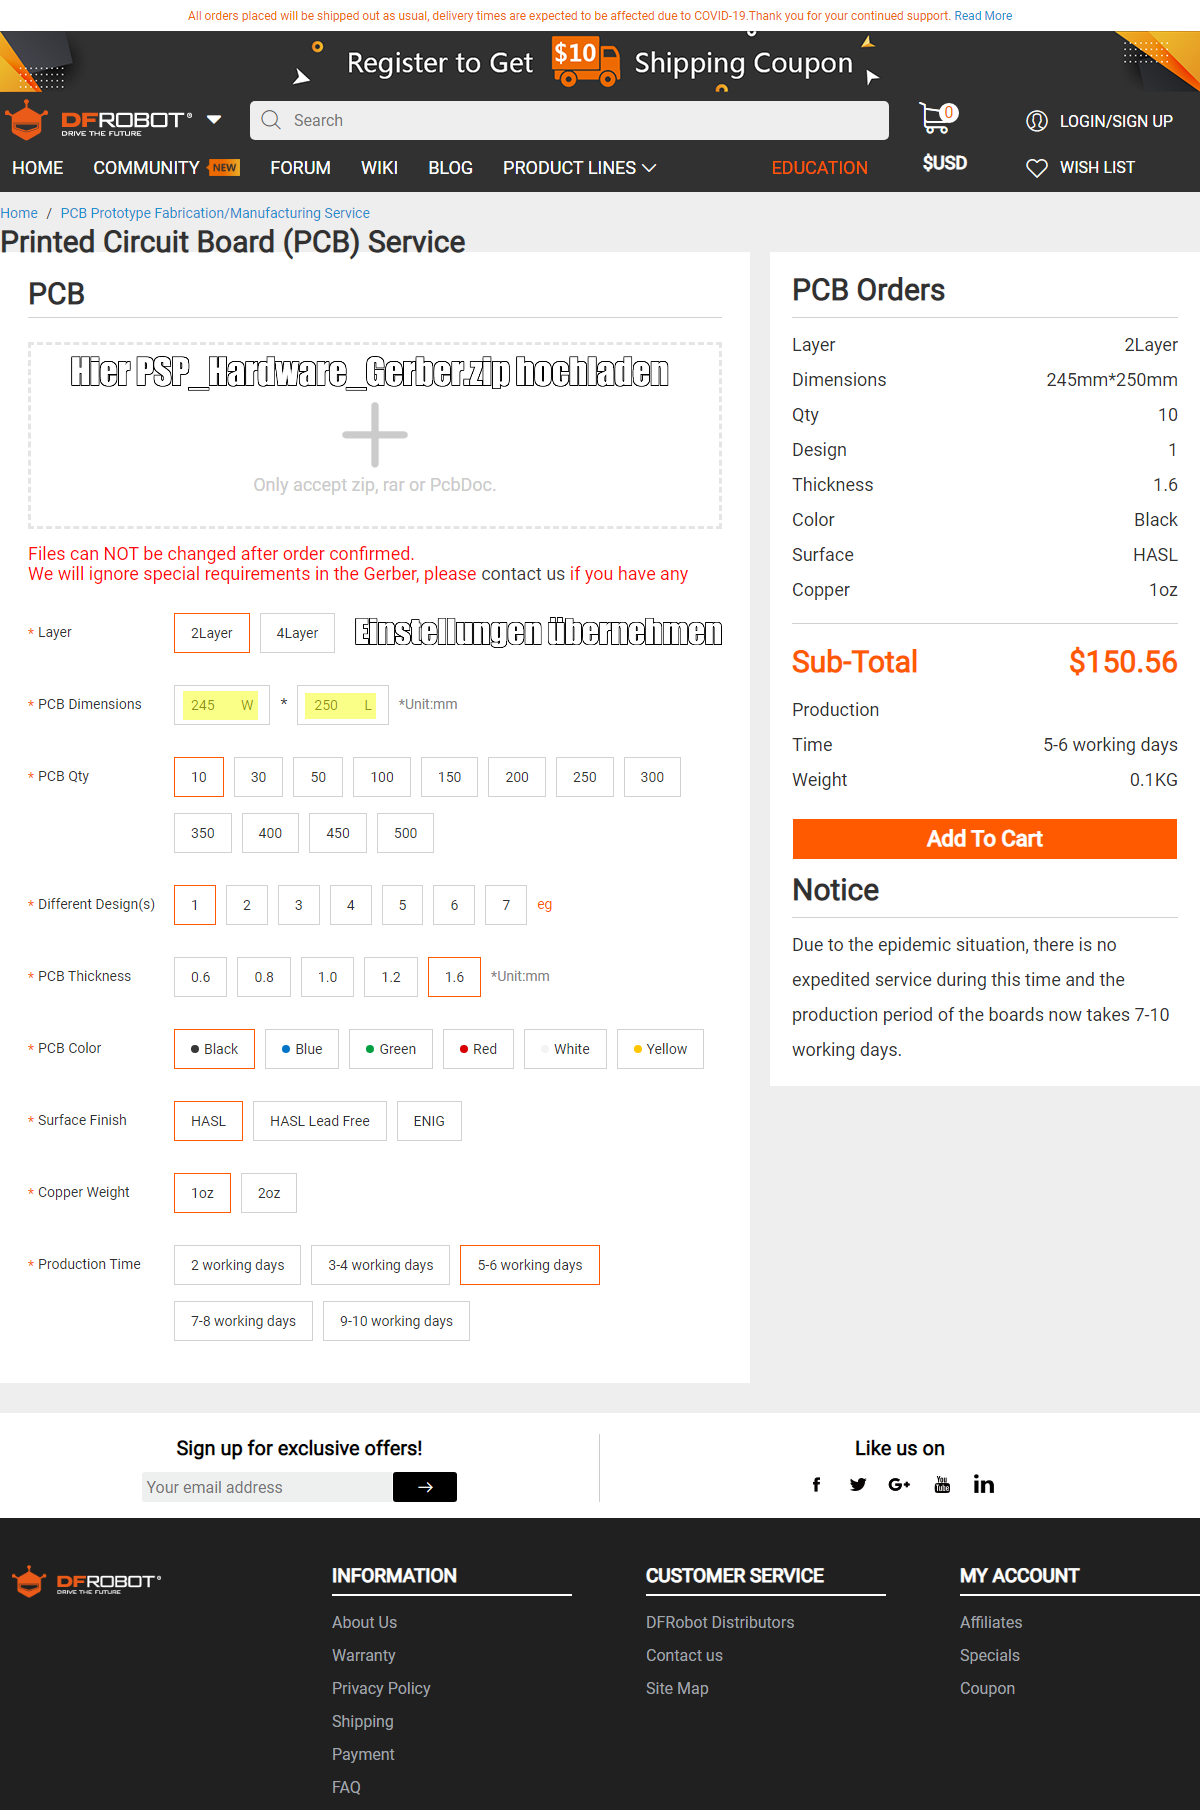 All orders placed will be shipped out as usual, delivery times are expected to be affected due to COVID-19.Thank you for your continued support. Read More
Register to Get $10 Shipping Coupon
DFROBOT®
DRIVE THE FUTURE
Search
0
LOGIN/SIGN UP
HOME COMMUNITY NEW FORUM WIKI BLOG PRODUCT LINES EDUCATION $USD WISH LIST
Home / PCB Prototype Fabrication/Manufacturing Service
Printed Circuit Board (PCB) Service
PCB
Hier PSP_Hardware_Gerber.zip hochladen
Only accept zip, rar or PcbDoc.
Files can NOT be changed after order confirmed.
We will ignore special requirements in the Gerber, please contact us if you have any
* Layer 2Layer 4Layer Einstellungen übernehmen
* PCB Dimensions 245 W * 250 L *Unit:mm
* PCB Qty 10 30 50 100 150 200 250 300
350 400 450 500
* Different Design(s) 1 2 3 4 5 6 7 eg
* PCB Thickness 0.6 0.8 1.0 1.2 1.6 *Unit:mm
* PCB Color Black Blue Green Red White Yellow
* Surface Finish HASL HASL Lead Free ENIG
* Copper Weight 1oz 2oz
* Production Time 2 working days 3-4 working days 5-6 working days
7-8 working days 9-10 working days
PCB Orders
Layer 2Layer
Dimensions 245mm*250mm
Qty 10
Design 1
Thickness 1.6
Color Black
Surface HASL
Copper 1oz
Sub-Total $150.56
Production
Time 5-6 working days
Weight 0.1KG
Add To Cart
Notice
Due to the epidemic situation, there is no
expedited service during this time and the
production period of the boards now takes 7-10
working days.
Sign up for exclusive offers!
Your email address
Like us on
f G+ You Tube in
DFROBOT®
DRIVE THE FUTURE
INFORMATION
About Us
Warranty
Privacy Policy
Shipping
Payment
FAQ
CUSTOMER SERVICE
DFRobot Distributors
Contact us
Site Map
MY ACCOUNT
Affiliates
Specials
Coupon